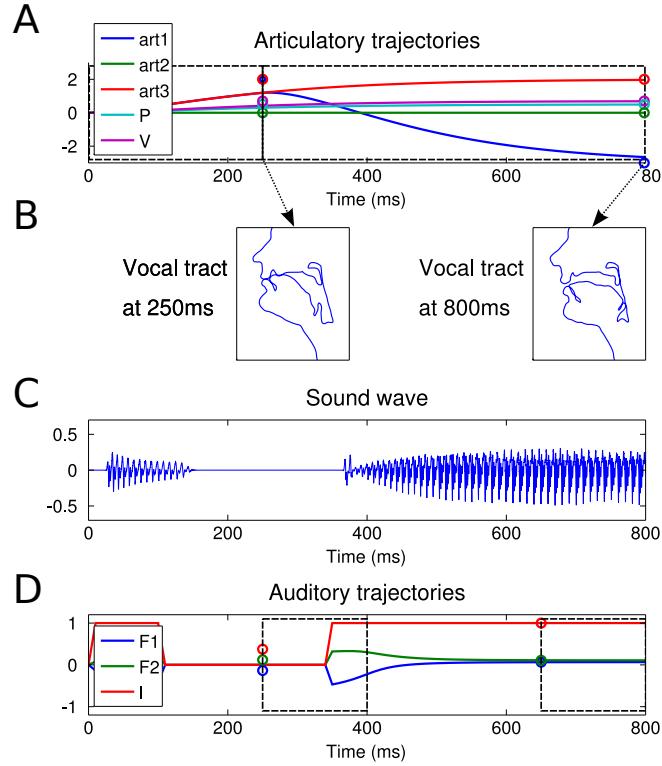 A
Articulatory trajectories
art1
art2
art3
P
V
2
0
-2
0
200
400
600
80
Time (ms)
B
Vocal tract
at 250ms
Vocal tract
at 800ms
C
Sound wave
0.5
0
-0.5
0
200
400
600
800
Time (ms)
D
Auditory trajectories
F1
F2
I
1
0
-1
0
200
400
600
800
Time (ms)